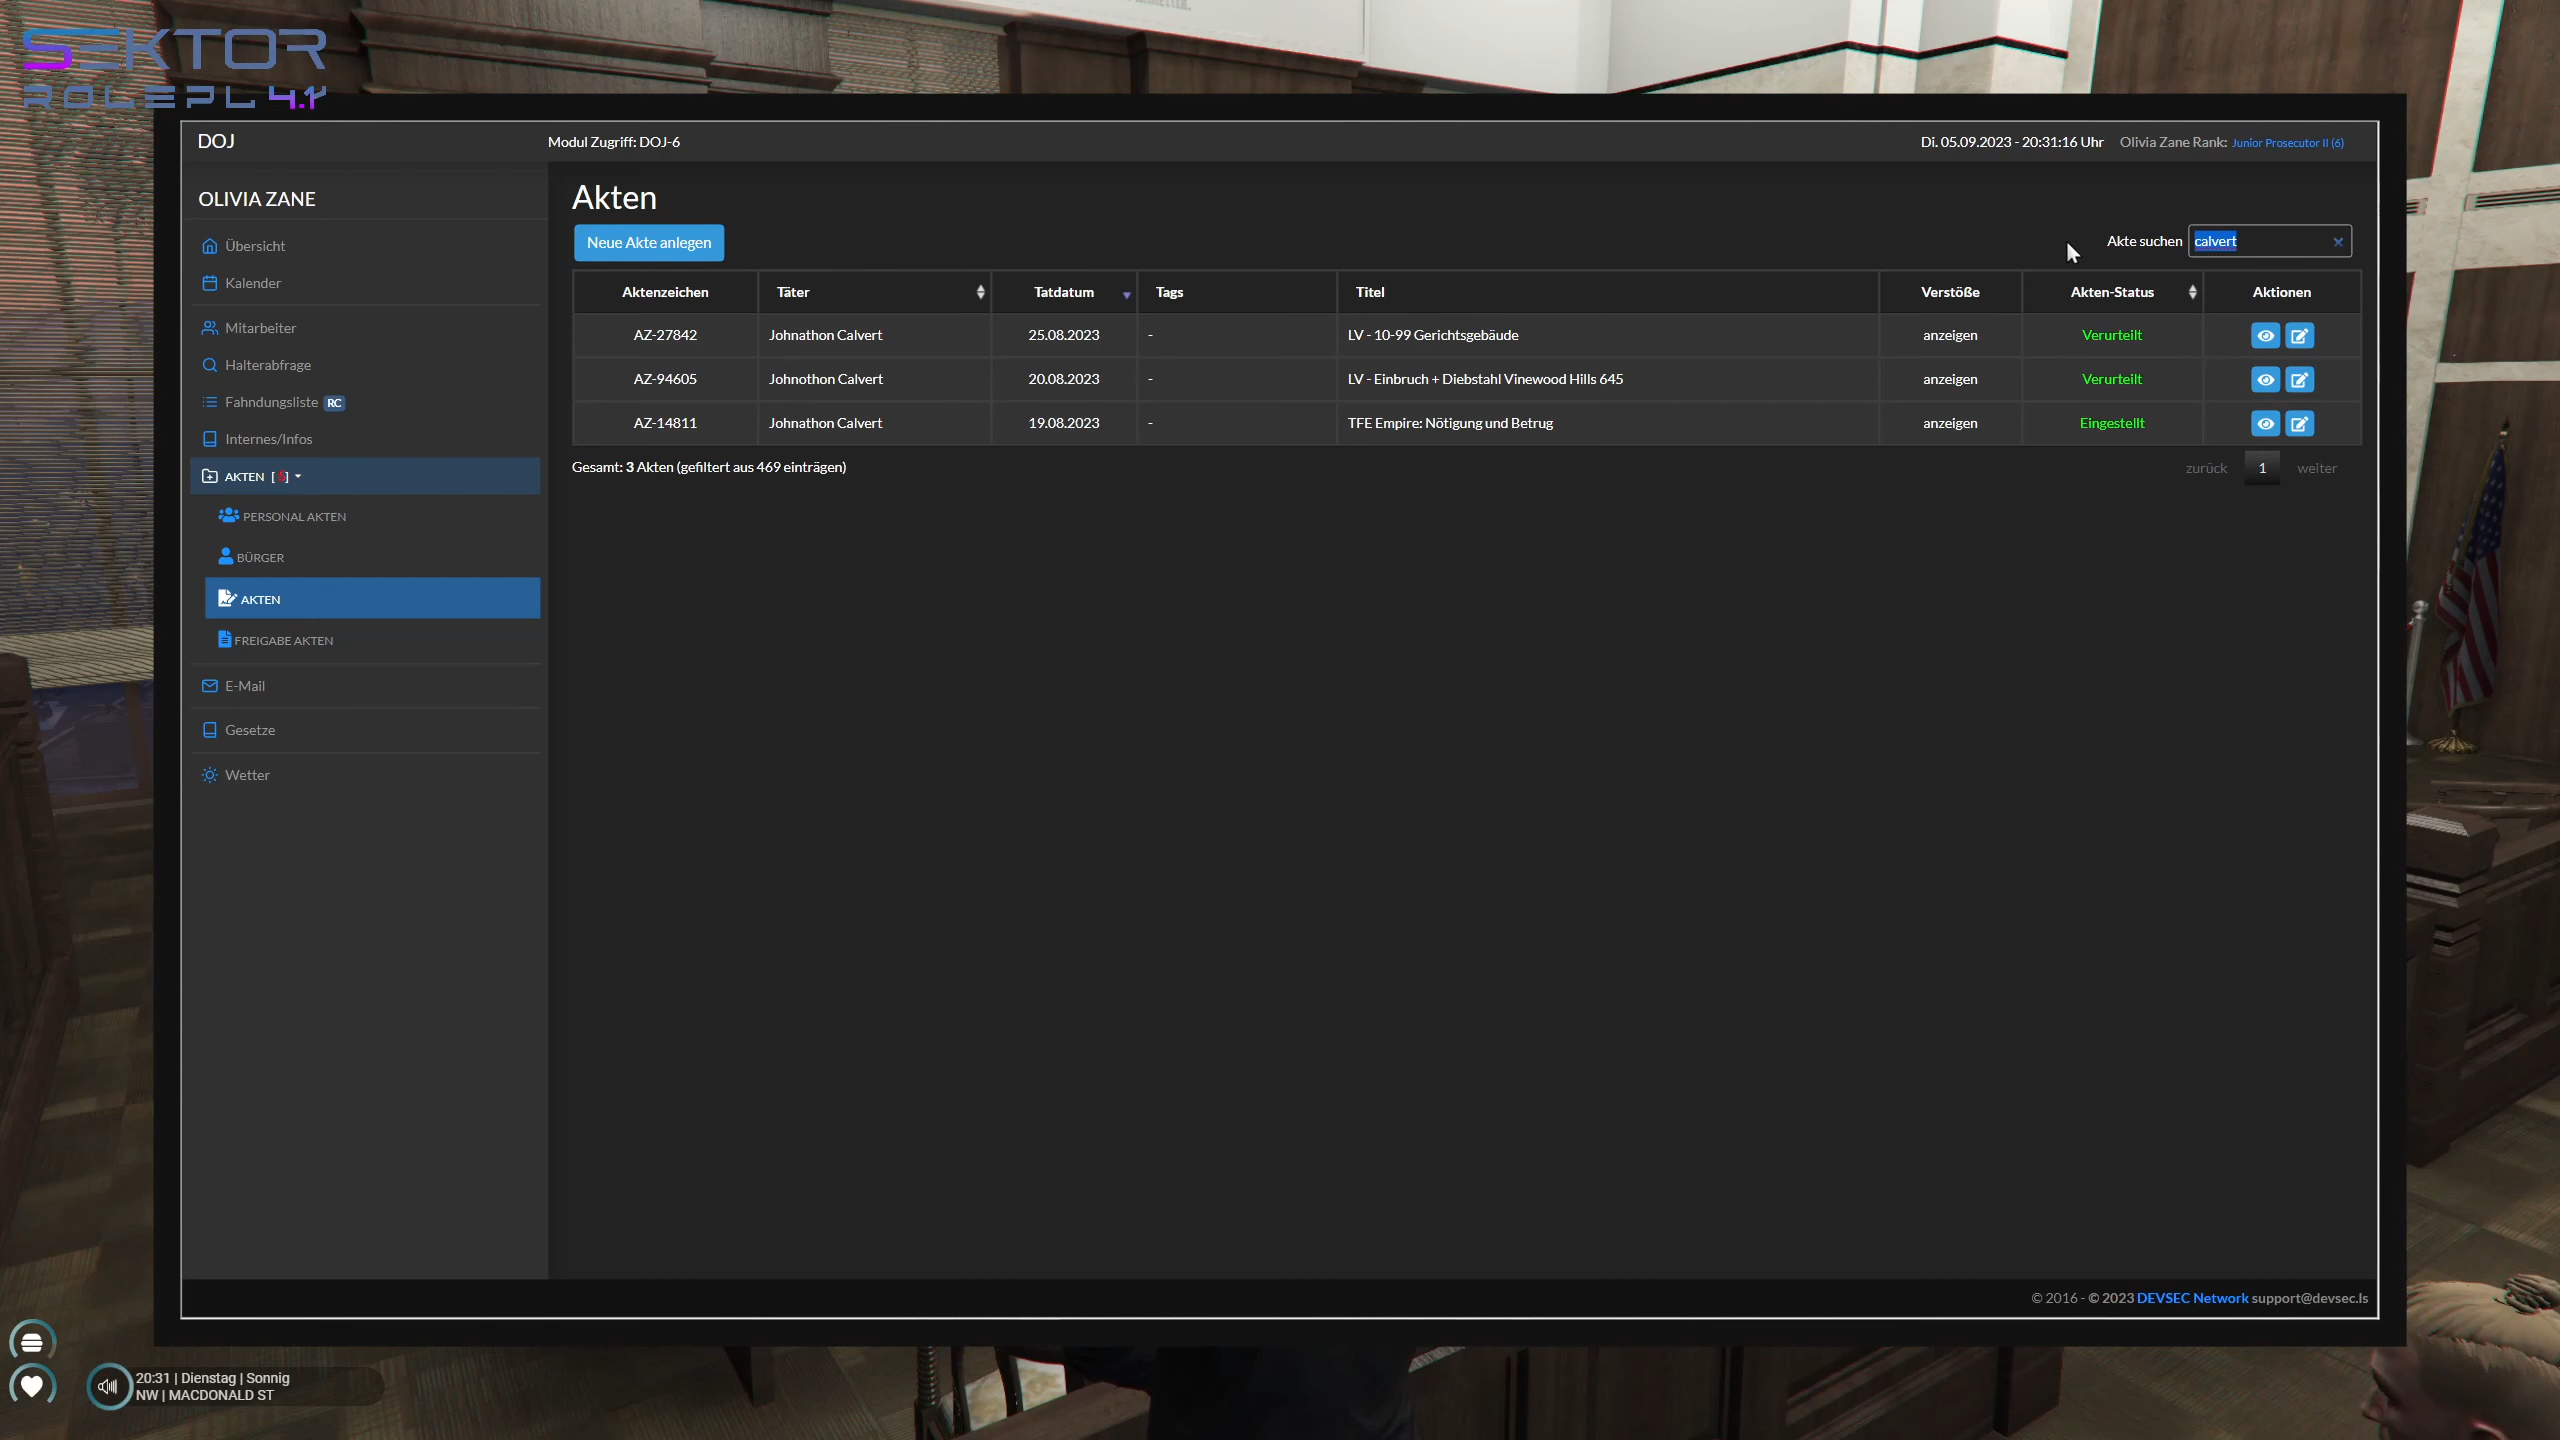 SEKTOR
ROLEPL4.Y
DOJ
Modul Zugriff: DOJ-6
Di. 05.09.2023 - 20:31:16 Uhr Olivia Zane Rank: Junior Prosecutor II (6)
OLIVIA ZANE
Übersicht
Kalender
Mitarbeiter
Halterabfrage
Fahndungsliste RC
Internes/Infos
AKTEN
PERSONAL AKTEN
BÜRGER
AKTEN
FREIGABE AKTEN
E-Mail
Gesetze
Wetter
Akten
Neue Akte anlegen
Akte suchen calvert ×
Aktenzeichen Täter Tatdatum Tags Titel Verstöße Akten-Status Aktionen
AZ-27842 Johnathon Calvert 25.08.2023 - LV - 10-99 Gerichtsgebäude anzeigen Verurteilt
AZ-94605 Johnothon Calvert 20.08.2023 - LV - Einbruch + Diebstahl Vinewood Hills 645 anzeigen Verurteilt
AZ-14811 Johnathon Calvert 19.08.2023 - TFE Empire: Nötigung und Betrug anzeigen Eingestellt
Gesamt: 3 Akten (gefiltert aus 469 einträgen)
zurück 1 weiter
© 2016 - © 2023 DEVSEC Network support@devsec.ls
20:31 | Dienstag | Sonnig
NW | MACDONALD ST